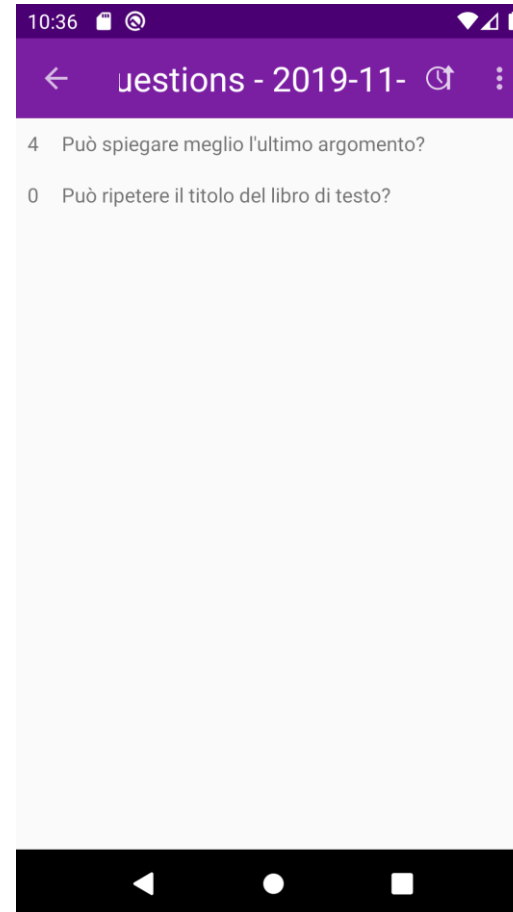 10:36
uestions - 2019-11-
4 Può spiegare meglio l'ultimo argomento?
0 Può ripetere il titolo del libro di testo?